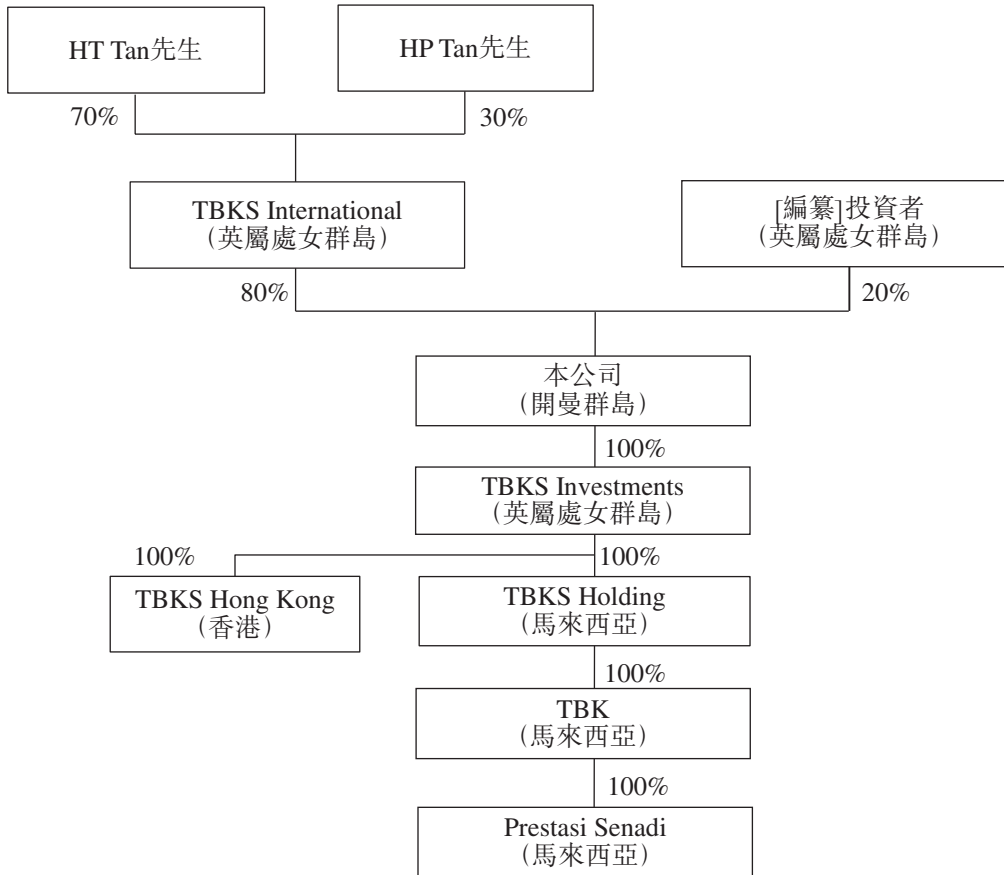 HT Tan先生
HP Tan先生
70%
30%
TBKS International
（英屬處女群島）
[編纂]投資者
（英屬處女群島）
80%
20%
本公司
（開曼群島）
100%
TBKS Investments
（英屬處女群島）
100%
100%
TBKS Hong Kong
（香港）
TBKS Holding
（馬來西亞）
100%
TBK
（馬來西亞）
100%
Prestasi Senadi
（馬來西亞）